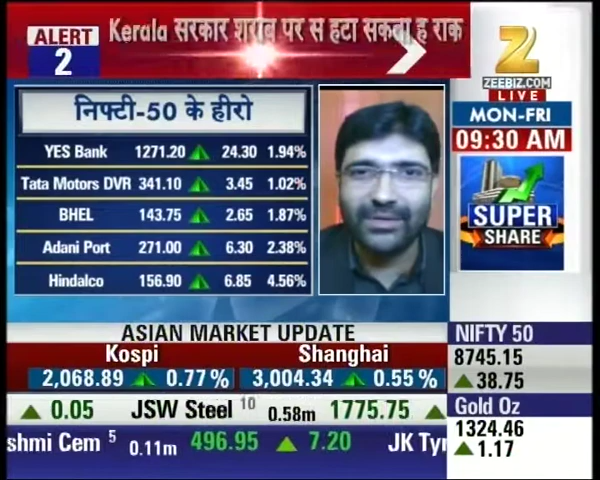 ALERT
2
Kerala सरकार शराब पर से हटा सकती है रोक
ZEEBIZ.COM
LIVE
MON-FRI
09:30 AM
SUPER
SHARE
निफ्टी-50 के हीरो
YES Bank 1271.20 24.30 1.94%
Tata Motors DVR 341.10 3.45 1.02%
BHEL 143.75 2.65 1.87%
Adani Port 271.00 6.30 2.38%
Hindalco 156.90 6.85 4.56%
ASIAN MARKET UPDATE
Kospi Shanghai
2,068.89 0.77% 3,004.34 0.55%
NIFTY 50
8745.15
38.75
Gold Oz
1324.46
1.17
0.05 JSW Steel 10 0.58m 1775.75
shmi Cem 5 0.11m 496.95 7.20 JK Tyr